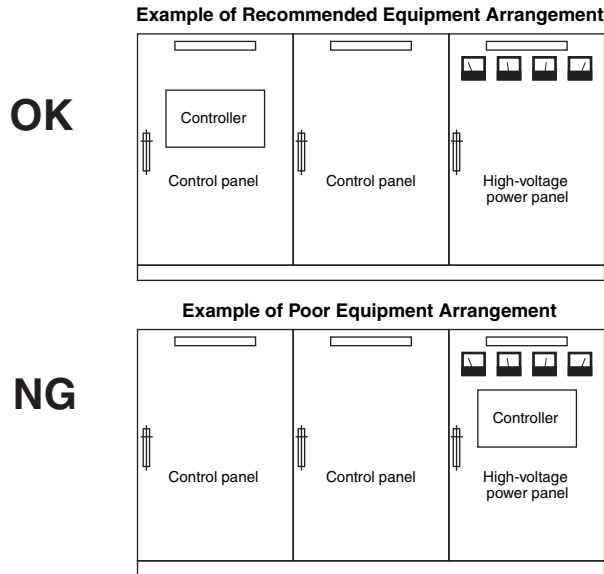 Example of Recommended Equipment Arrangement
OK
Controller
Control panel
Control panel
High-voltage
power panel
Example of Poor Equipment Arrangement
NG
Controller
Control panel
Control panel
High-voltage
power panel